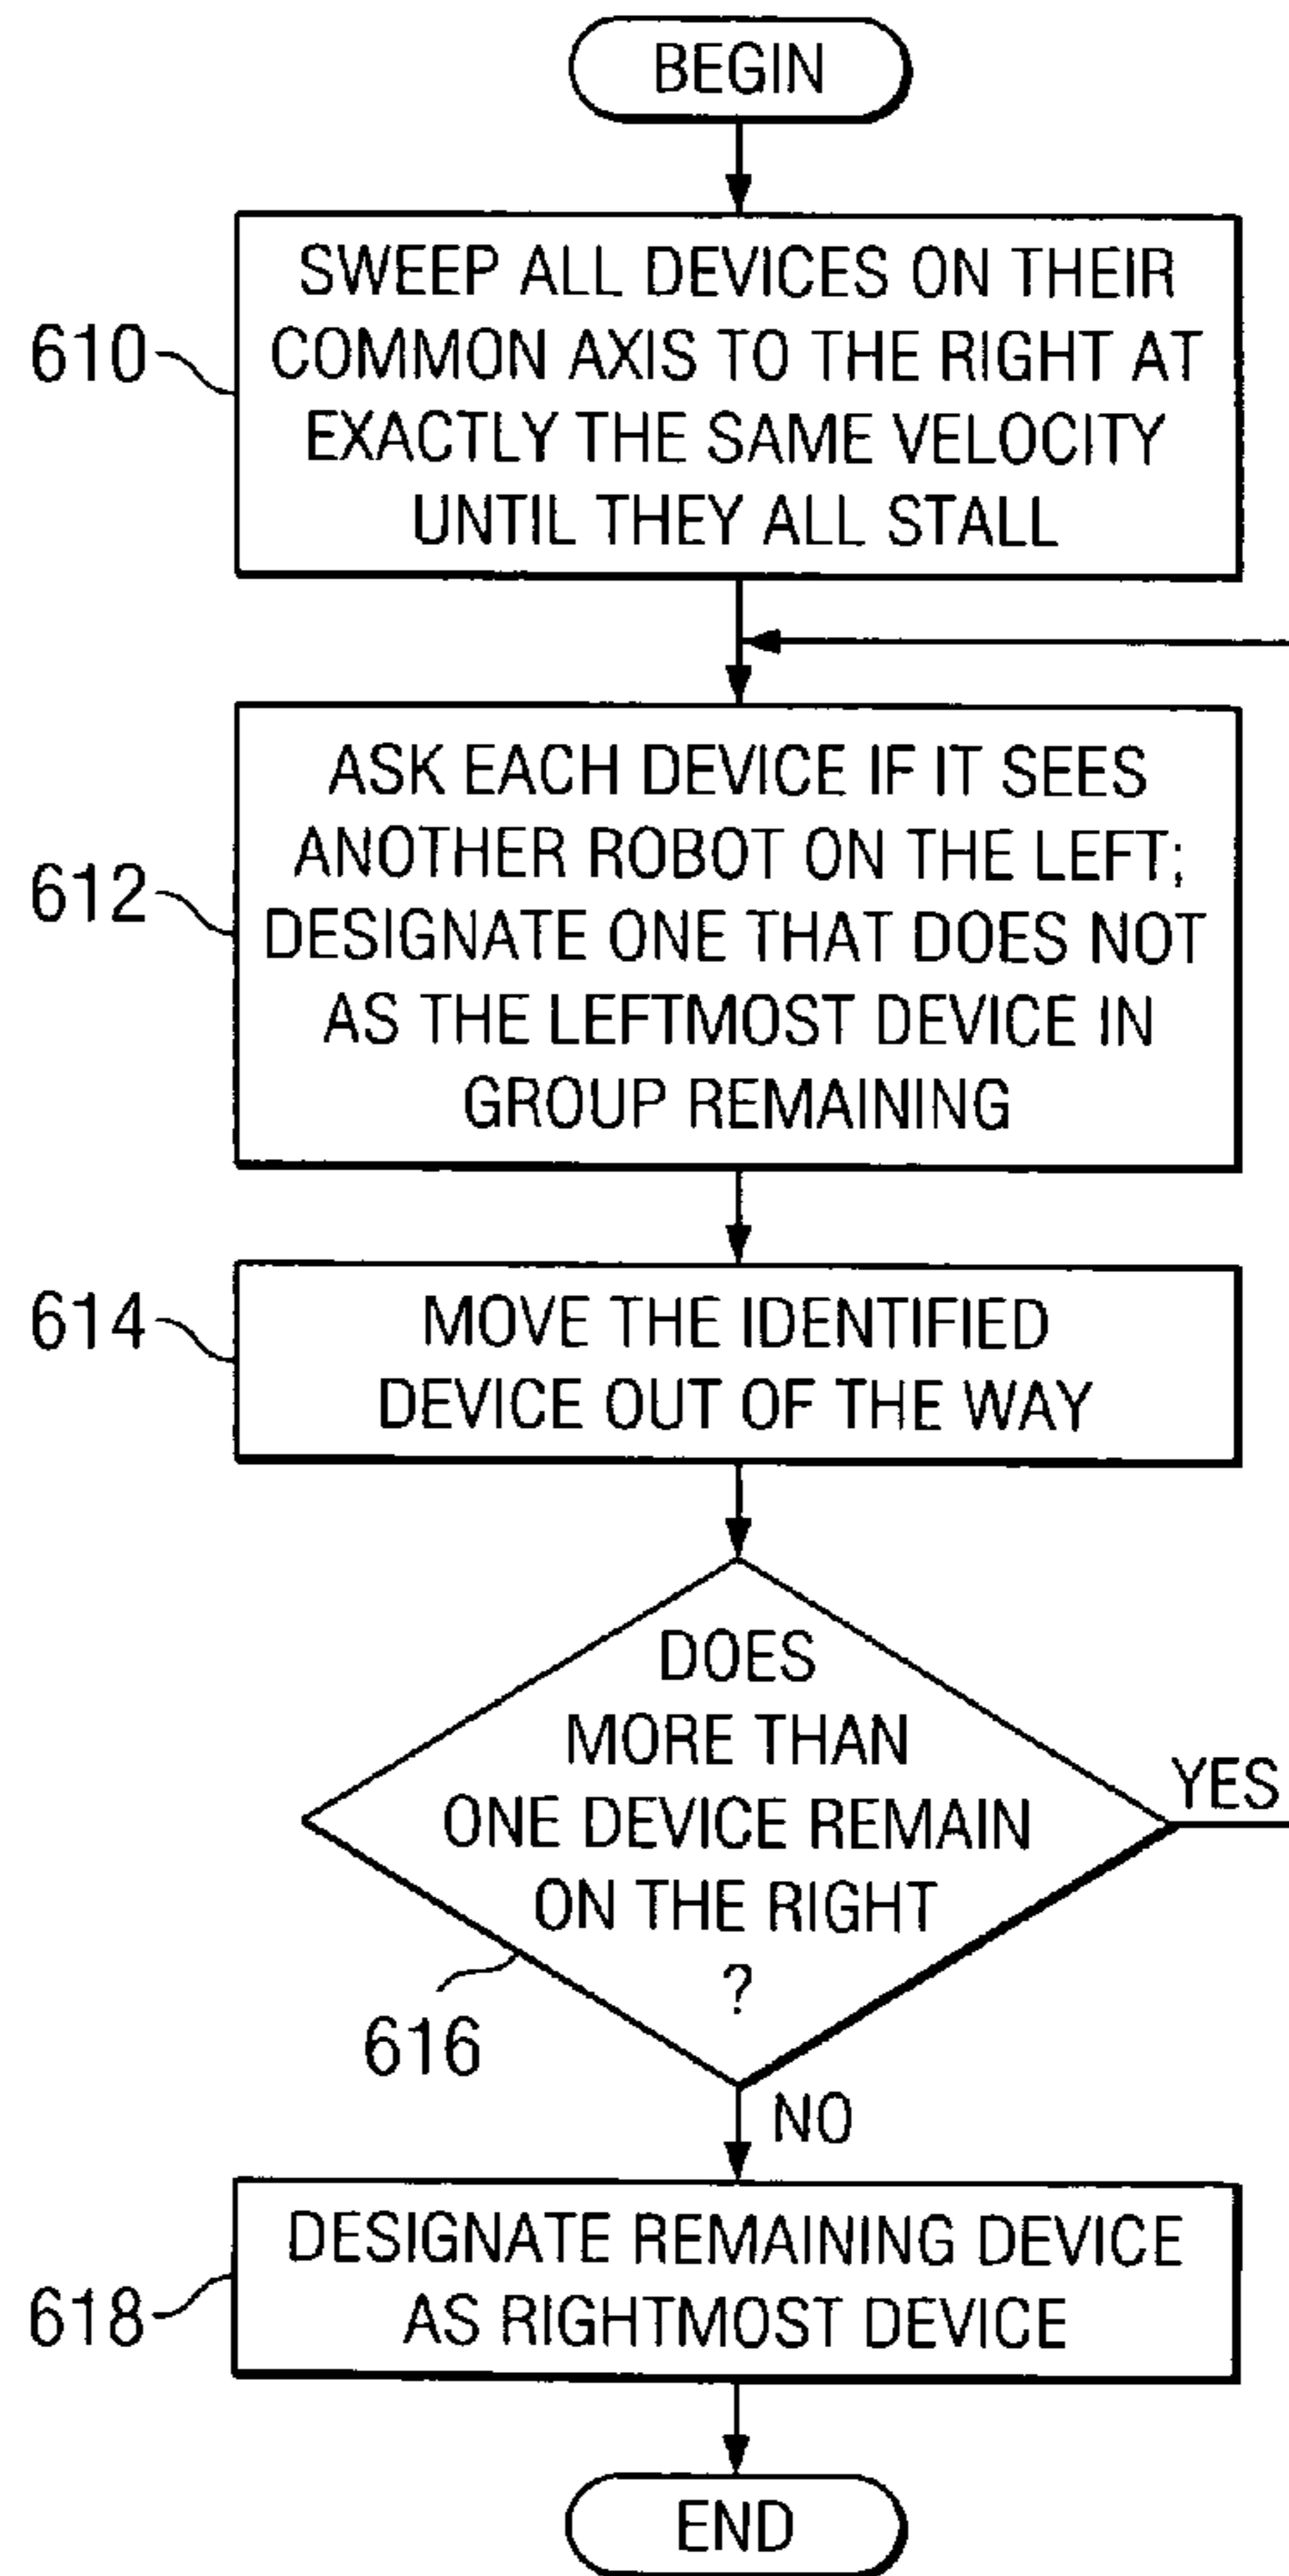 BEGIN
610
SWEEP ALL DEVICES ON THEIR
COMMON AXIS TO THE RIGHT AT
EXACTLY THE SAME VELOCITY
UNTIL THEY ALL STALL
612
ASK EACH DEVICE IF IT SEES
ANOTHER ROBOT ON THE LEFT;
DESIGNATE ONE THAT DOES NOT
AS THE LEFTMOST DEVICE IN
GROUP REMAINING
614
MOVE THE IDENTIFIED
DEVICE OUT OF THE WAY
DOES
MORE THAN
ONE DEVICE REMAIN
ON THE RIGHT
?
YES
616
NO
618
DESIGNATE REMAINING DEVICE
AS RIGHTMOST DEVICE
END